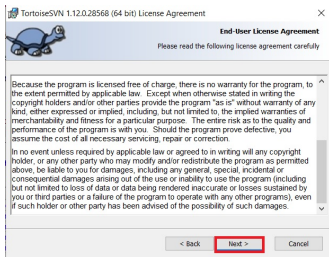 TortoiseSVN 1.12.0.28568 (64 bit) License Agreement
End-User License Agreement
Please read the following license agreement carefully
Because the program is licensed free of charge, there is no warranty for the program, to
the extent permitted by applicable law. Except when otherwise stated in writing the
copyright holders and/or other parties provide the program "as is" without warranty of any
kind, either expressed or implied, including, but not limited to, the implied warranties of
merchantability and fitness for a particular purpose. The entire risk as to the quality and
performance of the program is with you. Should the program prove defective, you
assume the cost of all necessary servicing, repair or correction.
In no event unless required by applicable law or agreed to in writing will any copyright
holder, or any other party who may modify and/or redistribute the program as permitted
above, be liable to you for damages, including any general, special, incidental or
consequential damages arising out of the use or inability to use the program (including
but not limited to loss of data or data being rendered inaccurate or losses sustained by
you or third parties or a failure of the program to operate with any other programs), even
if such holder or other party has been advised of the possibility of such damages.
< Back
Next >
Cancel